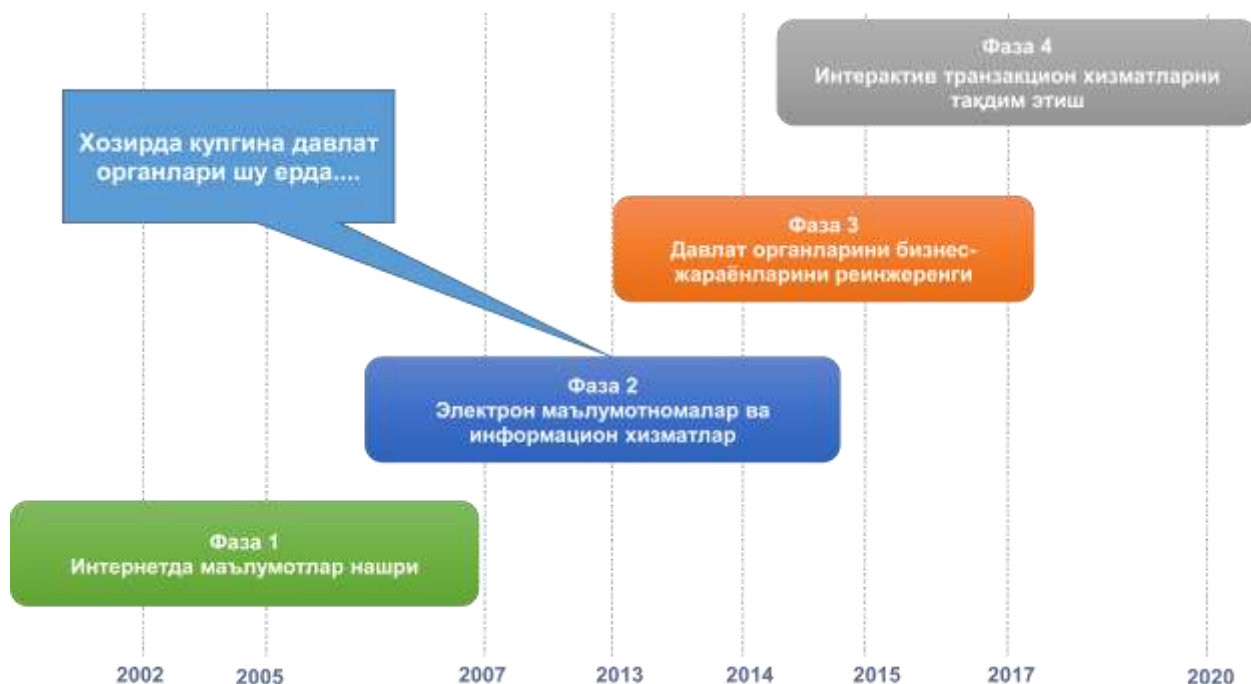 Фаза 4
Интерактив транзакцион хизматларни
тақдим этиш
Хозирда купгина давлат
органлари шу ерда....
Фаза 3
Давлат органларини бизнес-
жараёнларини реинжеренги
Фаза 2
Электрон маълумотномалар ва
информацион хизматлар
Фаза 1
Интернетда маълумотлар нашри
2002 2005 2007 2013 2014 2015 2017 2020